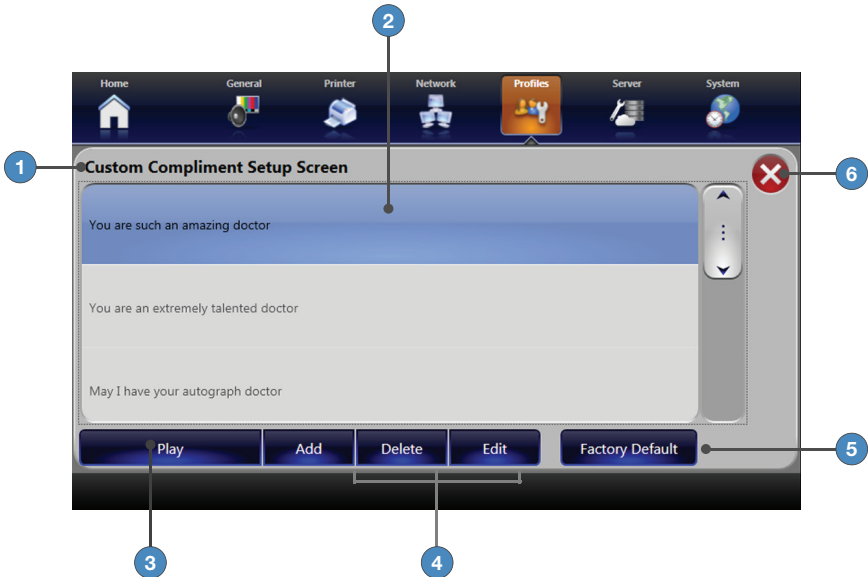 2
Home General Printer Network Profiles Server System
1
Custom Compliment Setup Screen
6
You are such an amazing doctor
You are an extremely talented doctor
May I have your autograph doctor
Play Add Delete Edit Factory Default
5
3
4